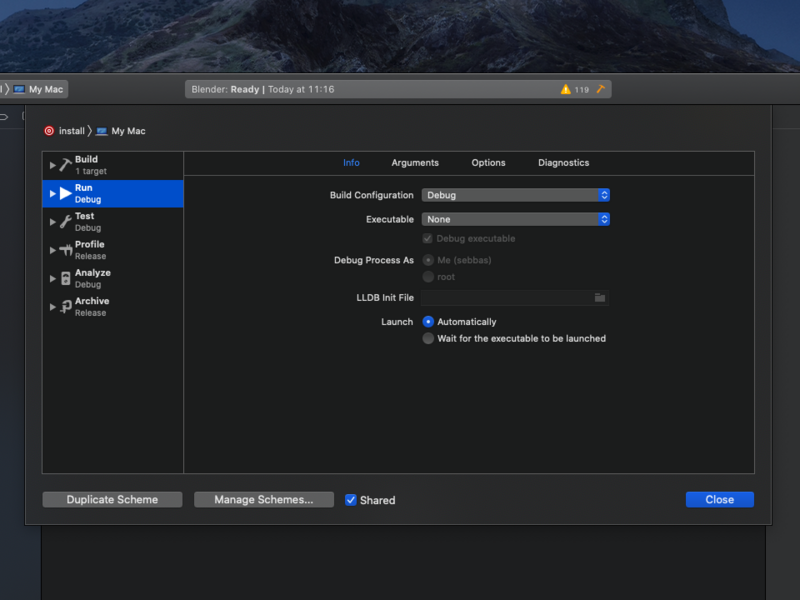 My Mac
Blender: Ready | Today at 11:16
119
install My Mac
Build
1 target
Run
Debug
Test
Debug
Profile
Release
Analyze
Debug
Archive
Release
Info Arguments Options Diagnostics
Build Configuration Debug
Executable None
Debug executable
Debug Process As Me (sebbas)
root
LLDB Init File
Launch Automatically
Wait for the executable to be launched
Duplicate Scheme Manage Schemes... Shared Close